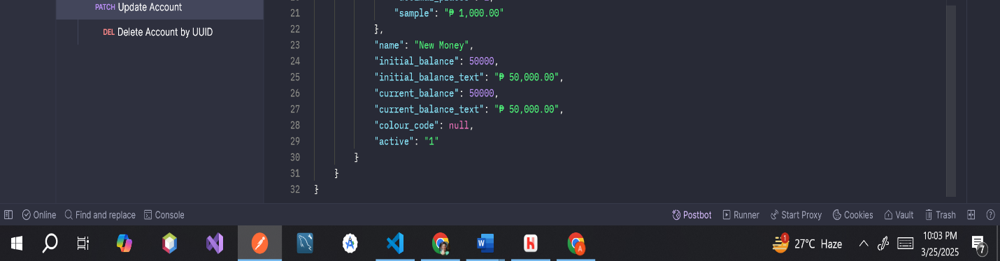 PATCH Update Account
DEL Delete Account by UUID
21 "sample": "₱ 1,000.00"
22 },
23 "name": "New Money",
24 "initial_balance": 50000,
25 "initial_balance_text": "₱ 50,000.00",
26 "current_balance": 50000,
27 "current_balance_text": "₱ 50,000.00",
28 "colour_code": null,
29 "active": "1"
30 }
31 }
32 }
Online Find and replace Console Postbot Runner Start Proxy Cookies Vault Trash
1 27°C Haze 10:03 PM
3/25/2025 7